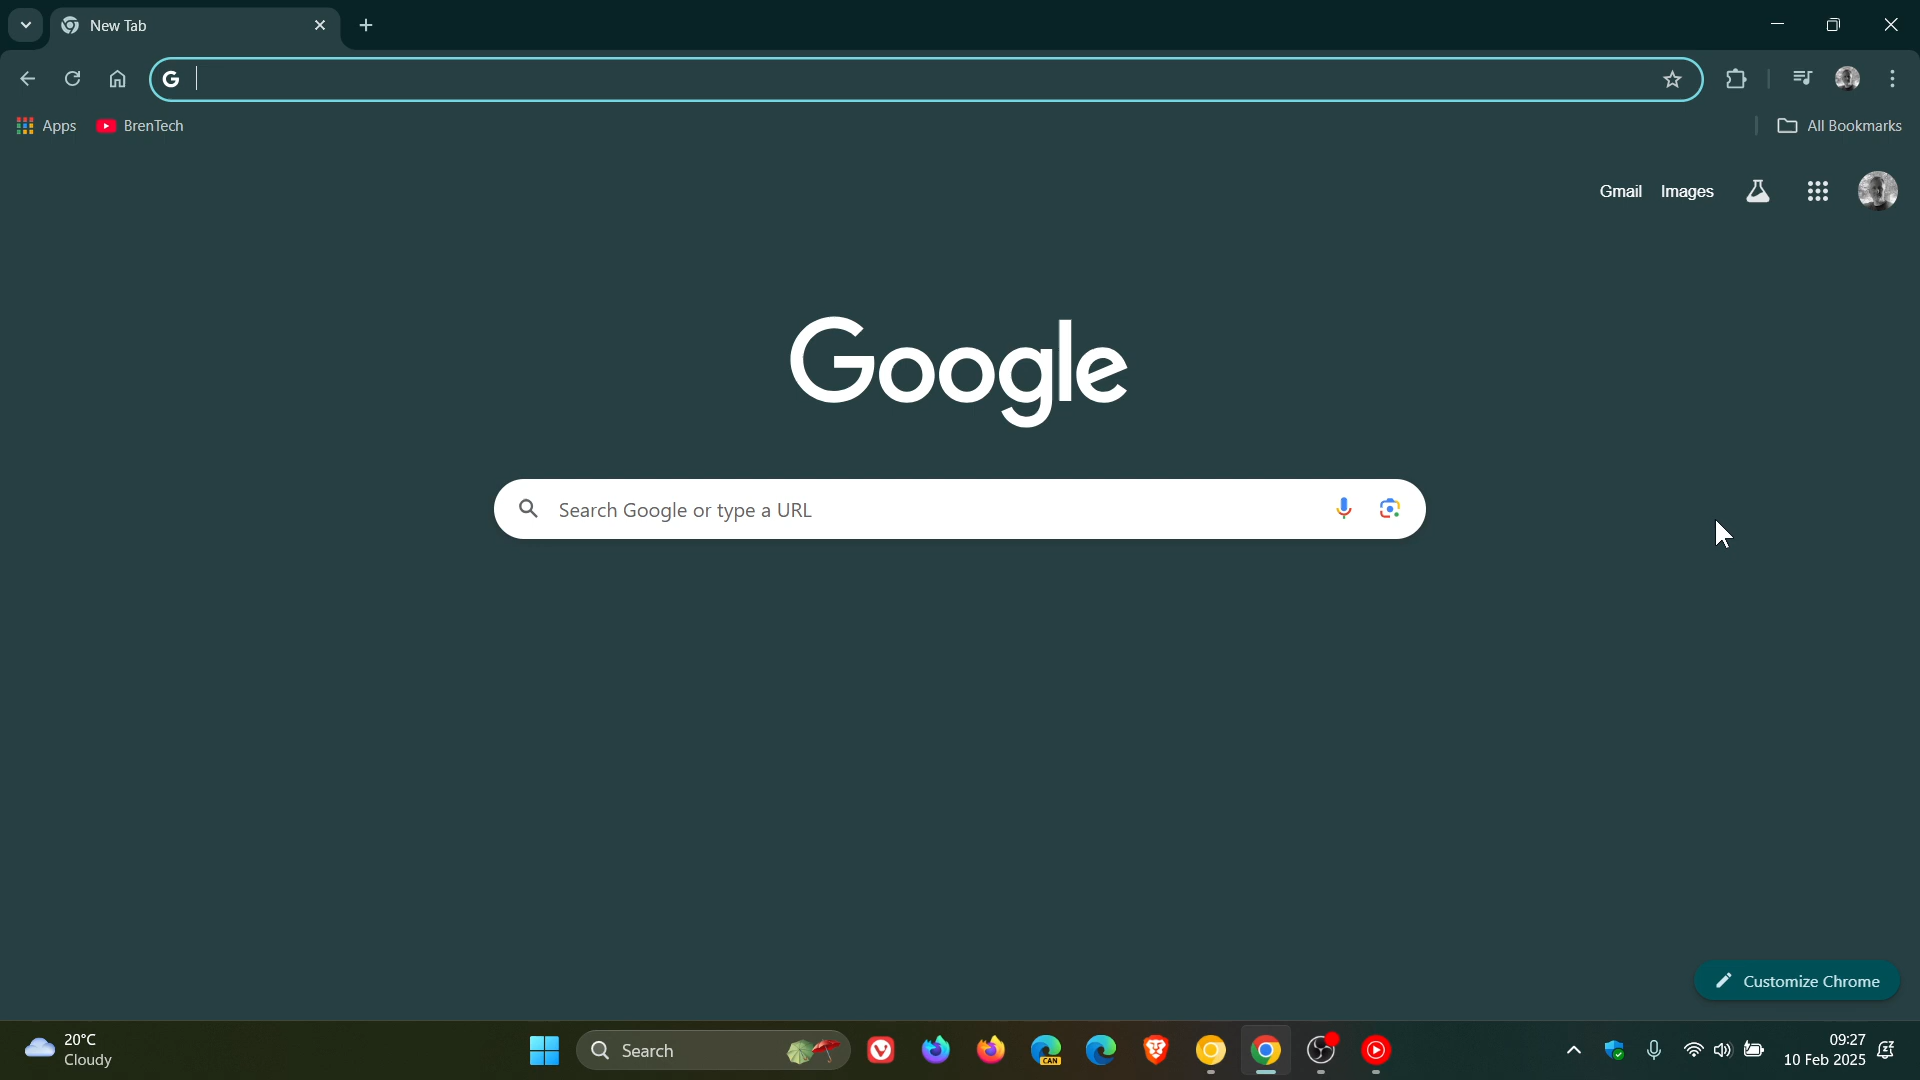 New Tab
Apps BrenTech All Bookmarks
Gmail Images
Google
Search Google or type a URL
Customize Chrome
20°C
Cloudy
Search
CAN
09:27
10 Feb 2025